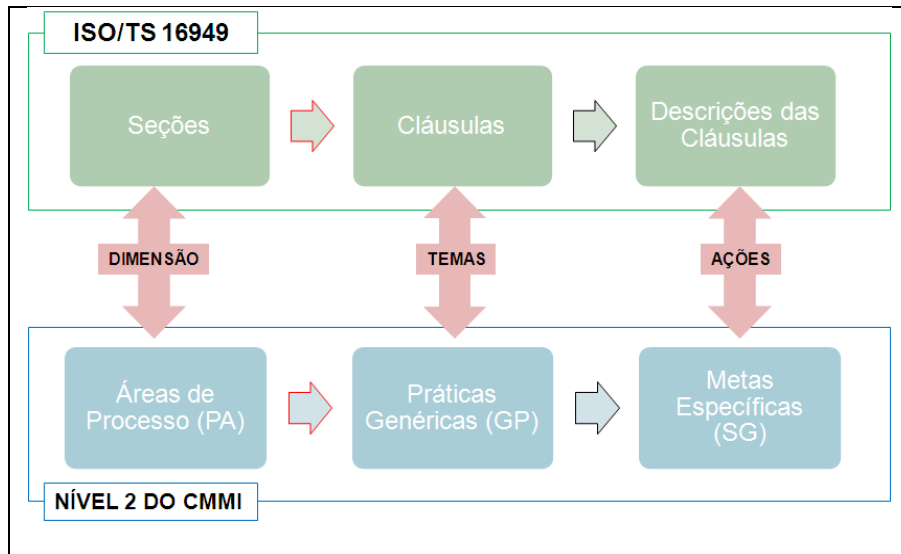 ISO/TS 16949
Seções
Cláusulas
Descrições das
Cláusulas
DIMENSÃO
TEMAS
AÇÕES
Áreas de
Processo (PA)
Práticas
Genéricas (GP)
Metas
Específicas
(SG)
NÍVEL 2 DO CMMI